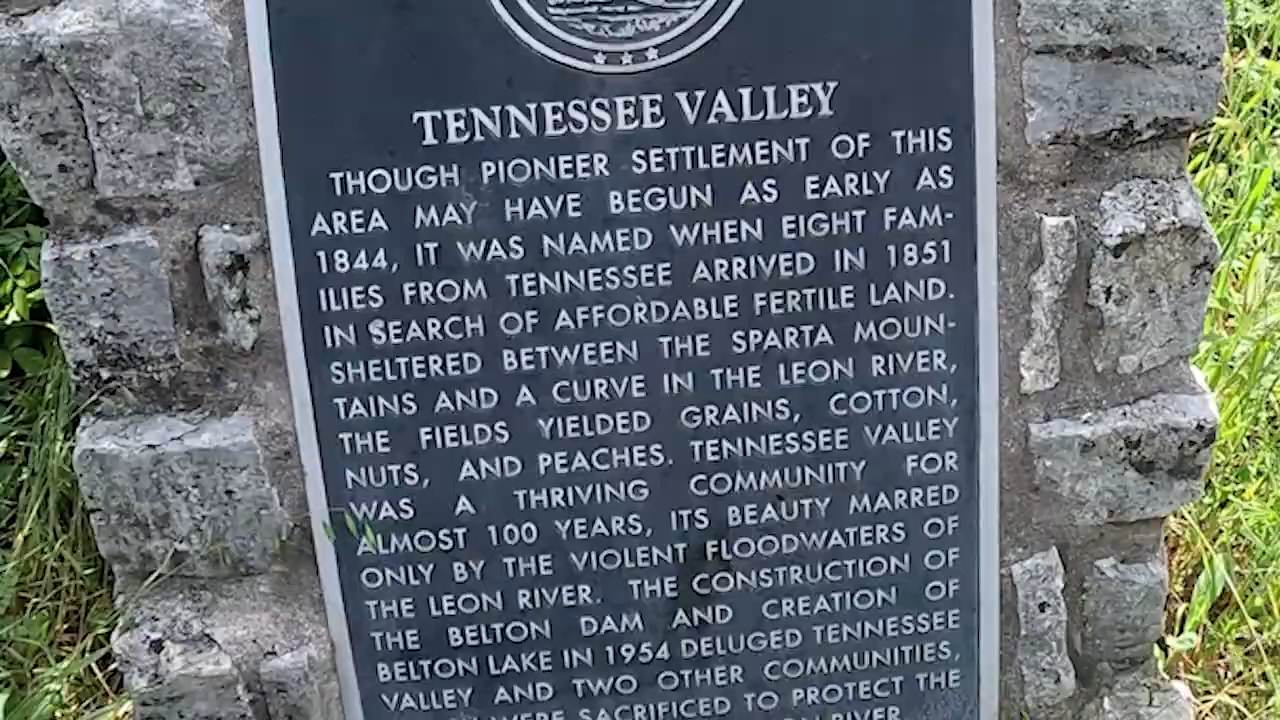 TENNESSEE VALLEY
THOUGH PIONEER SETTLEMENT OF THIS
AREA MAY HAVE BEGUN AS EARLY AS
1844, IT WAS NAMED WHEN EIGHT FAM-
ILIES FROM TENNESSEE ARRIVED IN 1851
IN SEARCH OF AFFORDABLE FERTILE LAND.
SHELTERED BETWEEN THE SPARTA MOUN-
TAINS AND A CURVE IN THE LEON RIVER,
THE FIELDS YIELDED GRAINS, COTTON,
NUTS, AND PEACHES. TENNESSEE VALLEY
WAS A THRIVING COMMUNITY FOR
ALMOST 100 YEARS, ITS BEAUTY MARRED
ONLY BY THE VIOLENT FLOODWATERS OF
THE LEON RIVER. THE CONSTRUCTION OF
THE BELTON DAM AND CREATION OF
BELTON LAKE IN 1954 DELUGED TENNESSEE
VALLEY AND TWO OTHER COMMUNITIES,
WERE SACRIFICED TO PROTECT THE
RIVER